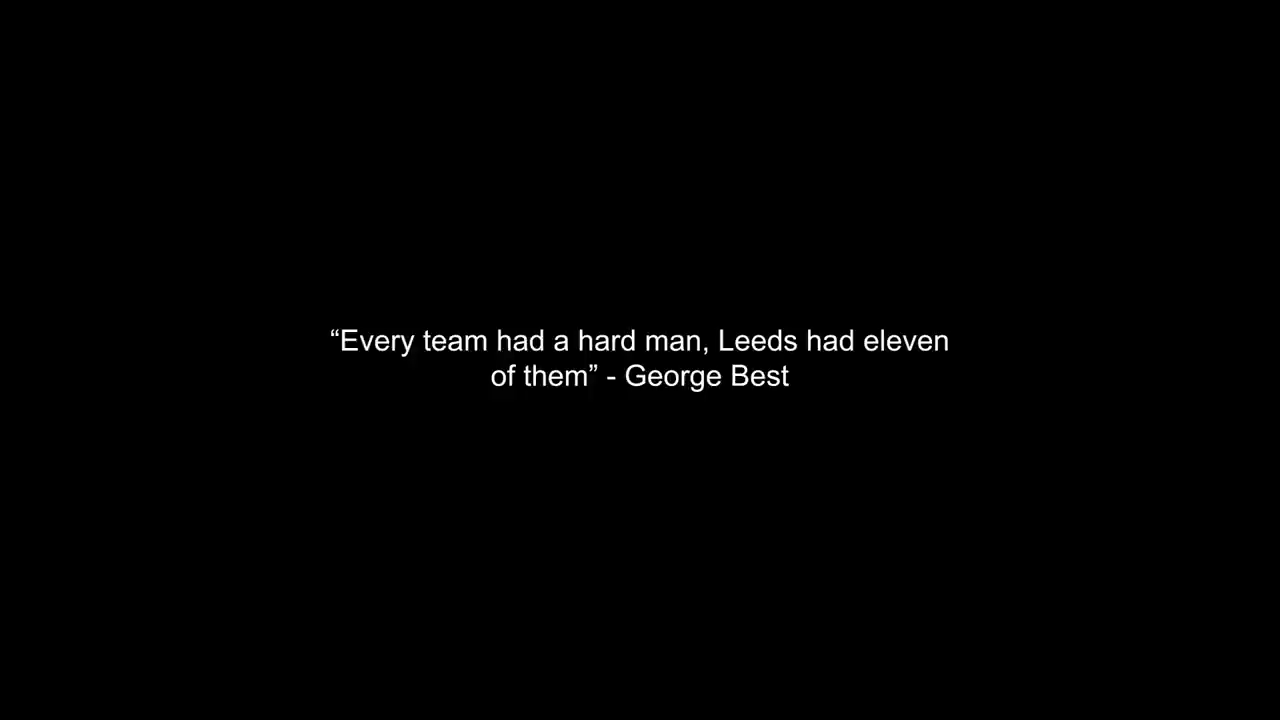 “Every team had a hard man, Leeds had eleven
of them” - George Best